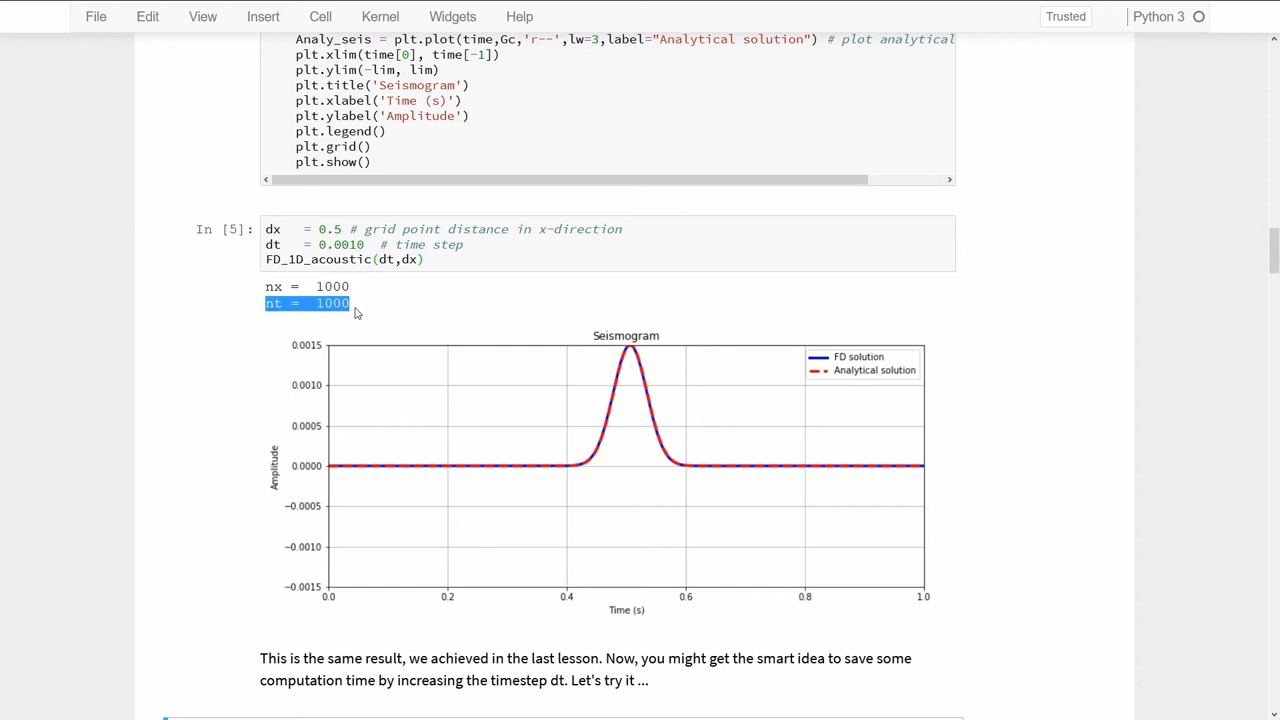 File Edit View Insert Cell Kernel Widgets Help Trusted Python 3
Analy_seis = plt.plot(time,Gc,'r--',lw=3,label="Analytical solution") # plot analytical
plt.xlim(time[0], time[-1])
plt.ylim(-lim, lim)
plt.title('Seismogram')
plt.xlabel('Time (s)')
plt.ylabel('Amplitude')
plt.legend()
plt.grid()
plt.show()
In [5]: dx = 0.5 # grid point distance in x-direction
dt = 0.0010 # time step
FD_1D_acoustic(dt,dx)
nx = 1000
nt = 1000
Seismogram
0.0015
0.0010
0.0005
0.0000
−0.0005
−0.0010
−0.0015
Amplitude
FD solution
Analytical solution
0.0 0.2 0.4 0.6 0.8 1.0
Time (s)
This is the same result, we achieved in the last lesson. Now, you might get the smart idea to save some
computation time by increasing the timestep dt. Let's try it ...